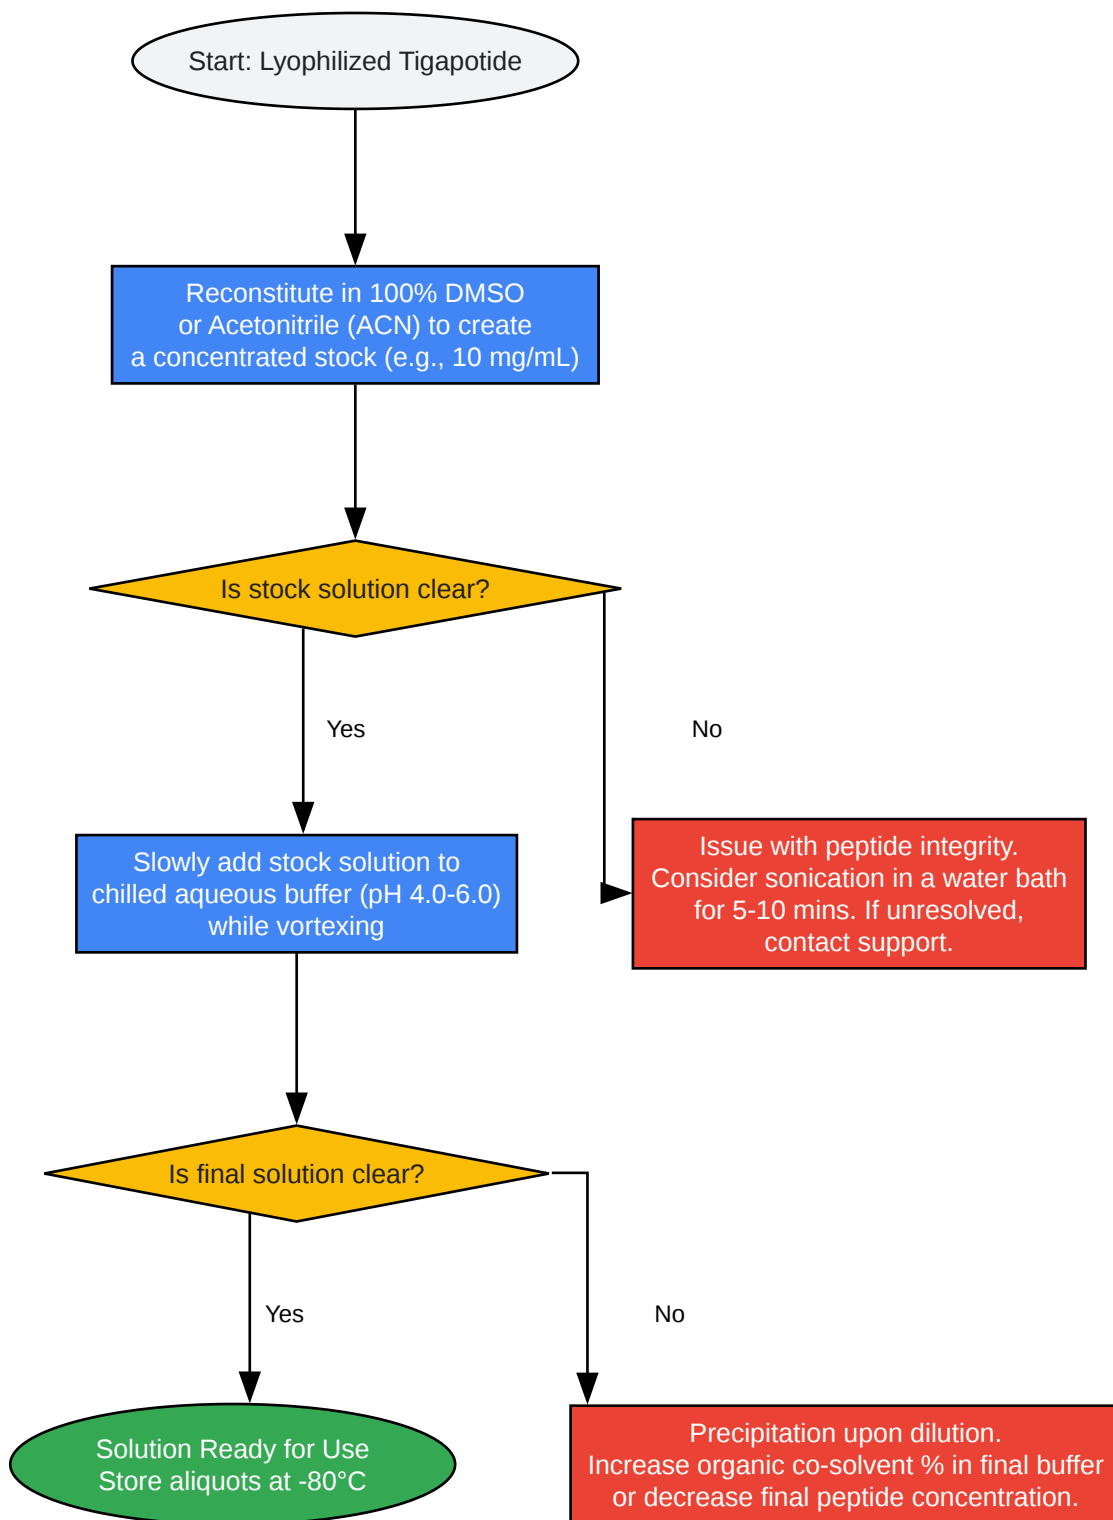 Start: Lyophilized Tigapotide
Reconstitute in 100% DMSO
or Acetonitrile (ACN) to create
a concentrated stock (e.g., 10 mg/mL)
Is stock solution clear?
Yes
No
Slowly add stock solution to
chilled aqueous buffer (pH 4.0-6.0)
while vortexing
Issue with peptide integrity.
Consider sonication in a water bath
for 5-10 mins. If unresolved,
contact support.
Is final solution clear?
Yes
No
Solution Ready for Use
Store aliquots at -80°C
Precipitation upon dilution.
Increase organic co-solvent % in final buffer
or decrease final peptide concentration.